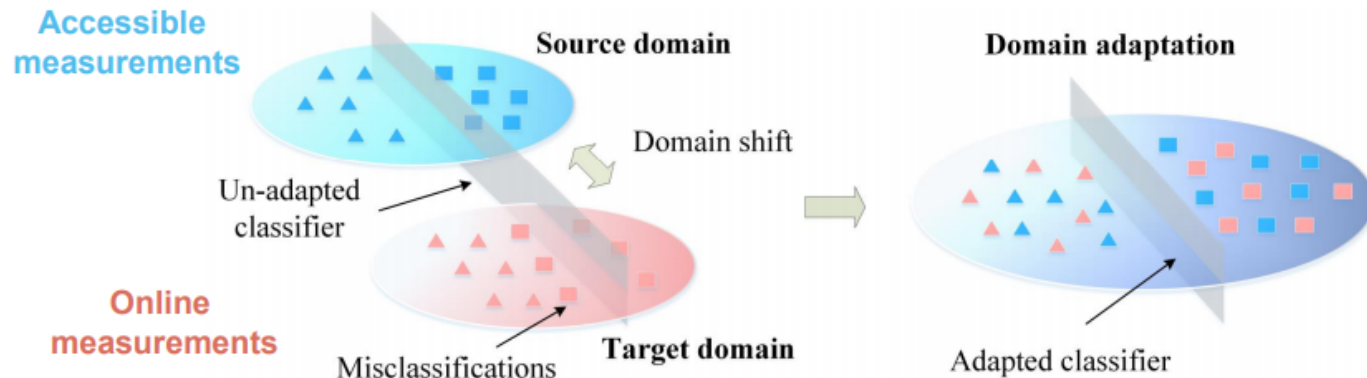 Accessible
measurements
Source domain
Domain shift
Un-adapted
classifier
Online
measurements
Misclassifications
Target domain
Domain adaptation
Adapted classifier